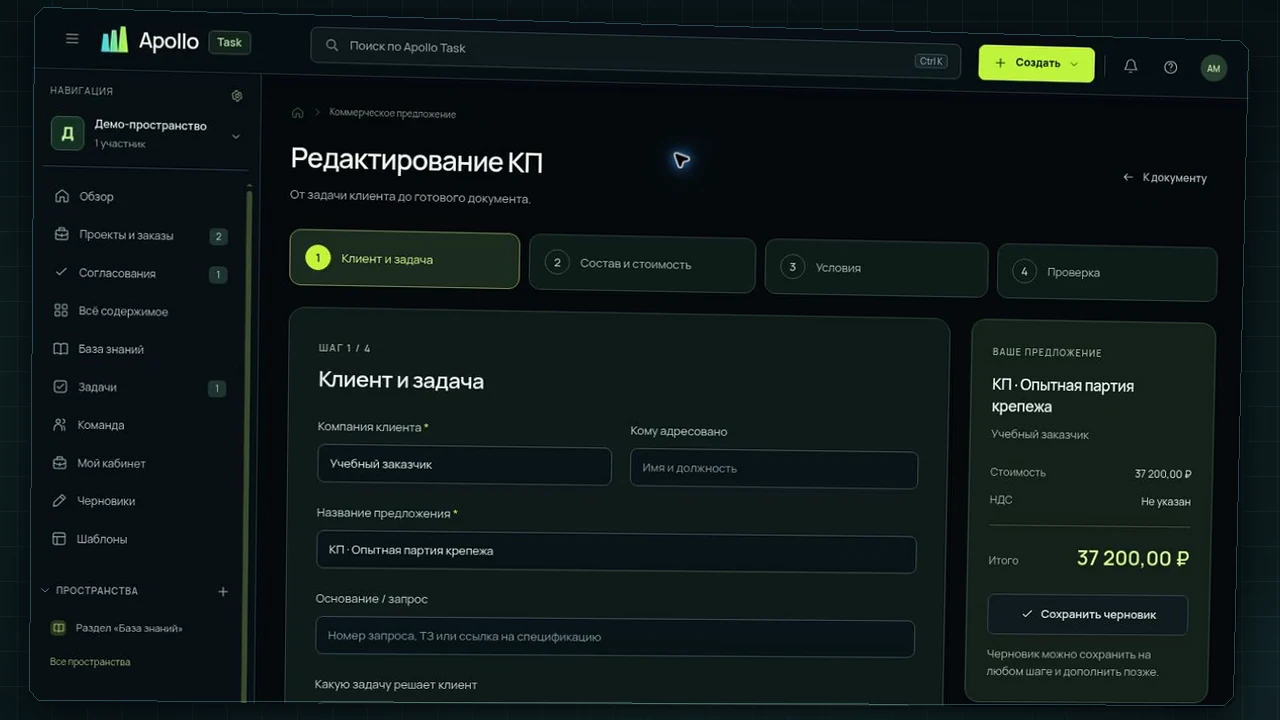 Apollo Task
Поиск по Apollo Task
Ctrl K
+ Создать
AM
НАВИГАЦИЯ
Д
Демо-пространство
1 участник
Обзор
Проекты и заказы 2
Согласования 1
Всё содержимое
База знаний
Задачи 1
Команда
Мой кабинет
Черновики
Шаблоны
ПРОСТРАНСТВА +
Раздел «База знаний»
Все пространства
Коммерческое предложение
Редактирование КП
От задачи клиента до готового документа.
← К документу
1 Клиент и задача
2 Состав и стоимость
3 Условия
4 Проверка
ШАГ 1 / 4
Клиент и задача
Компания клиента *
Учебный заказчик
Кому адресовано
Имя и должность
Название предложения *
КП · Опытная партия крепежа
Основание / запрос
Номер запроса, ТЗ или ссылка на спецификацию
Какую задачу решает клиент
ВАШЕ ПРЕДЛОЖЕНИЕ
КП · Опытная партия
крепежа
Учебный заказчик
Стоимость 37 200,00 ₽
НДС Не указан
Итого 37 200,00 ₽
Сохранить черновик
Черновик можно сохранить на
любом шаге и дополнить позже.